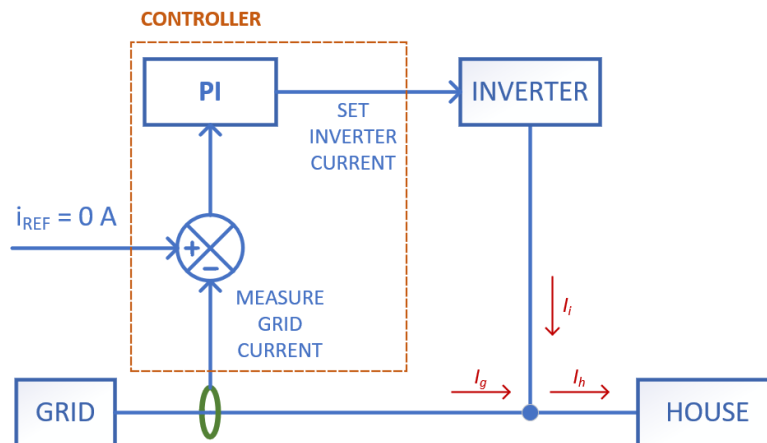 CONTROLLER
PI
INVERTER
SET
INVERTER
CURRENT
iREF = 0 A
+
−
MEASURE
GRID
CURRENT
Ii
Ig
Ih
GRID
HOUSE